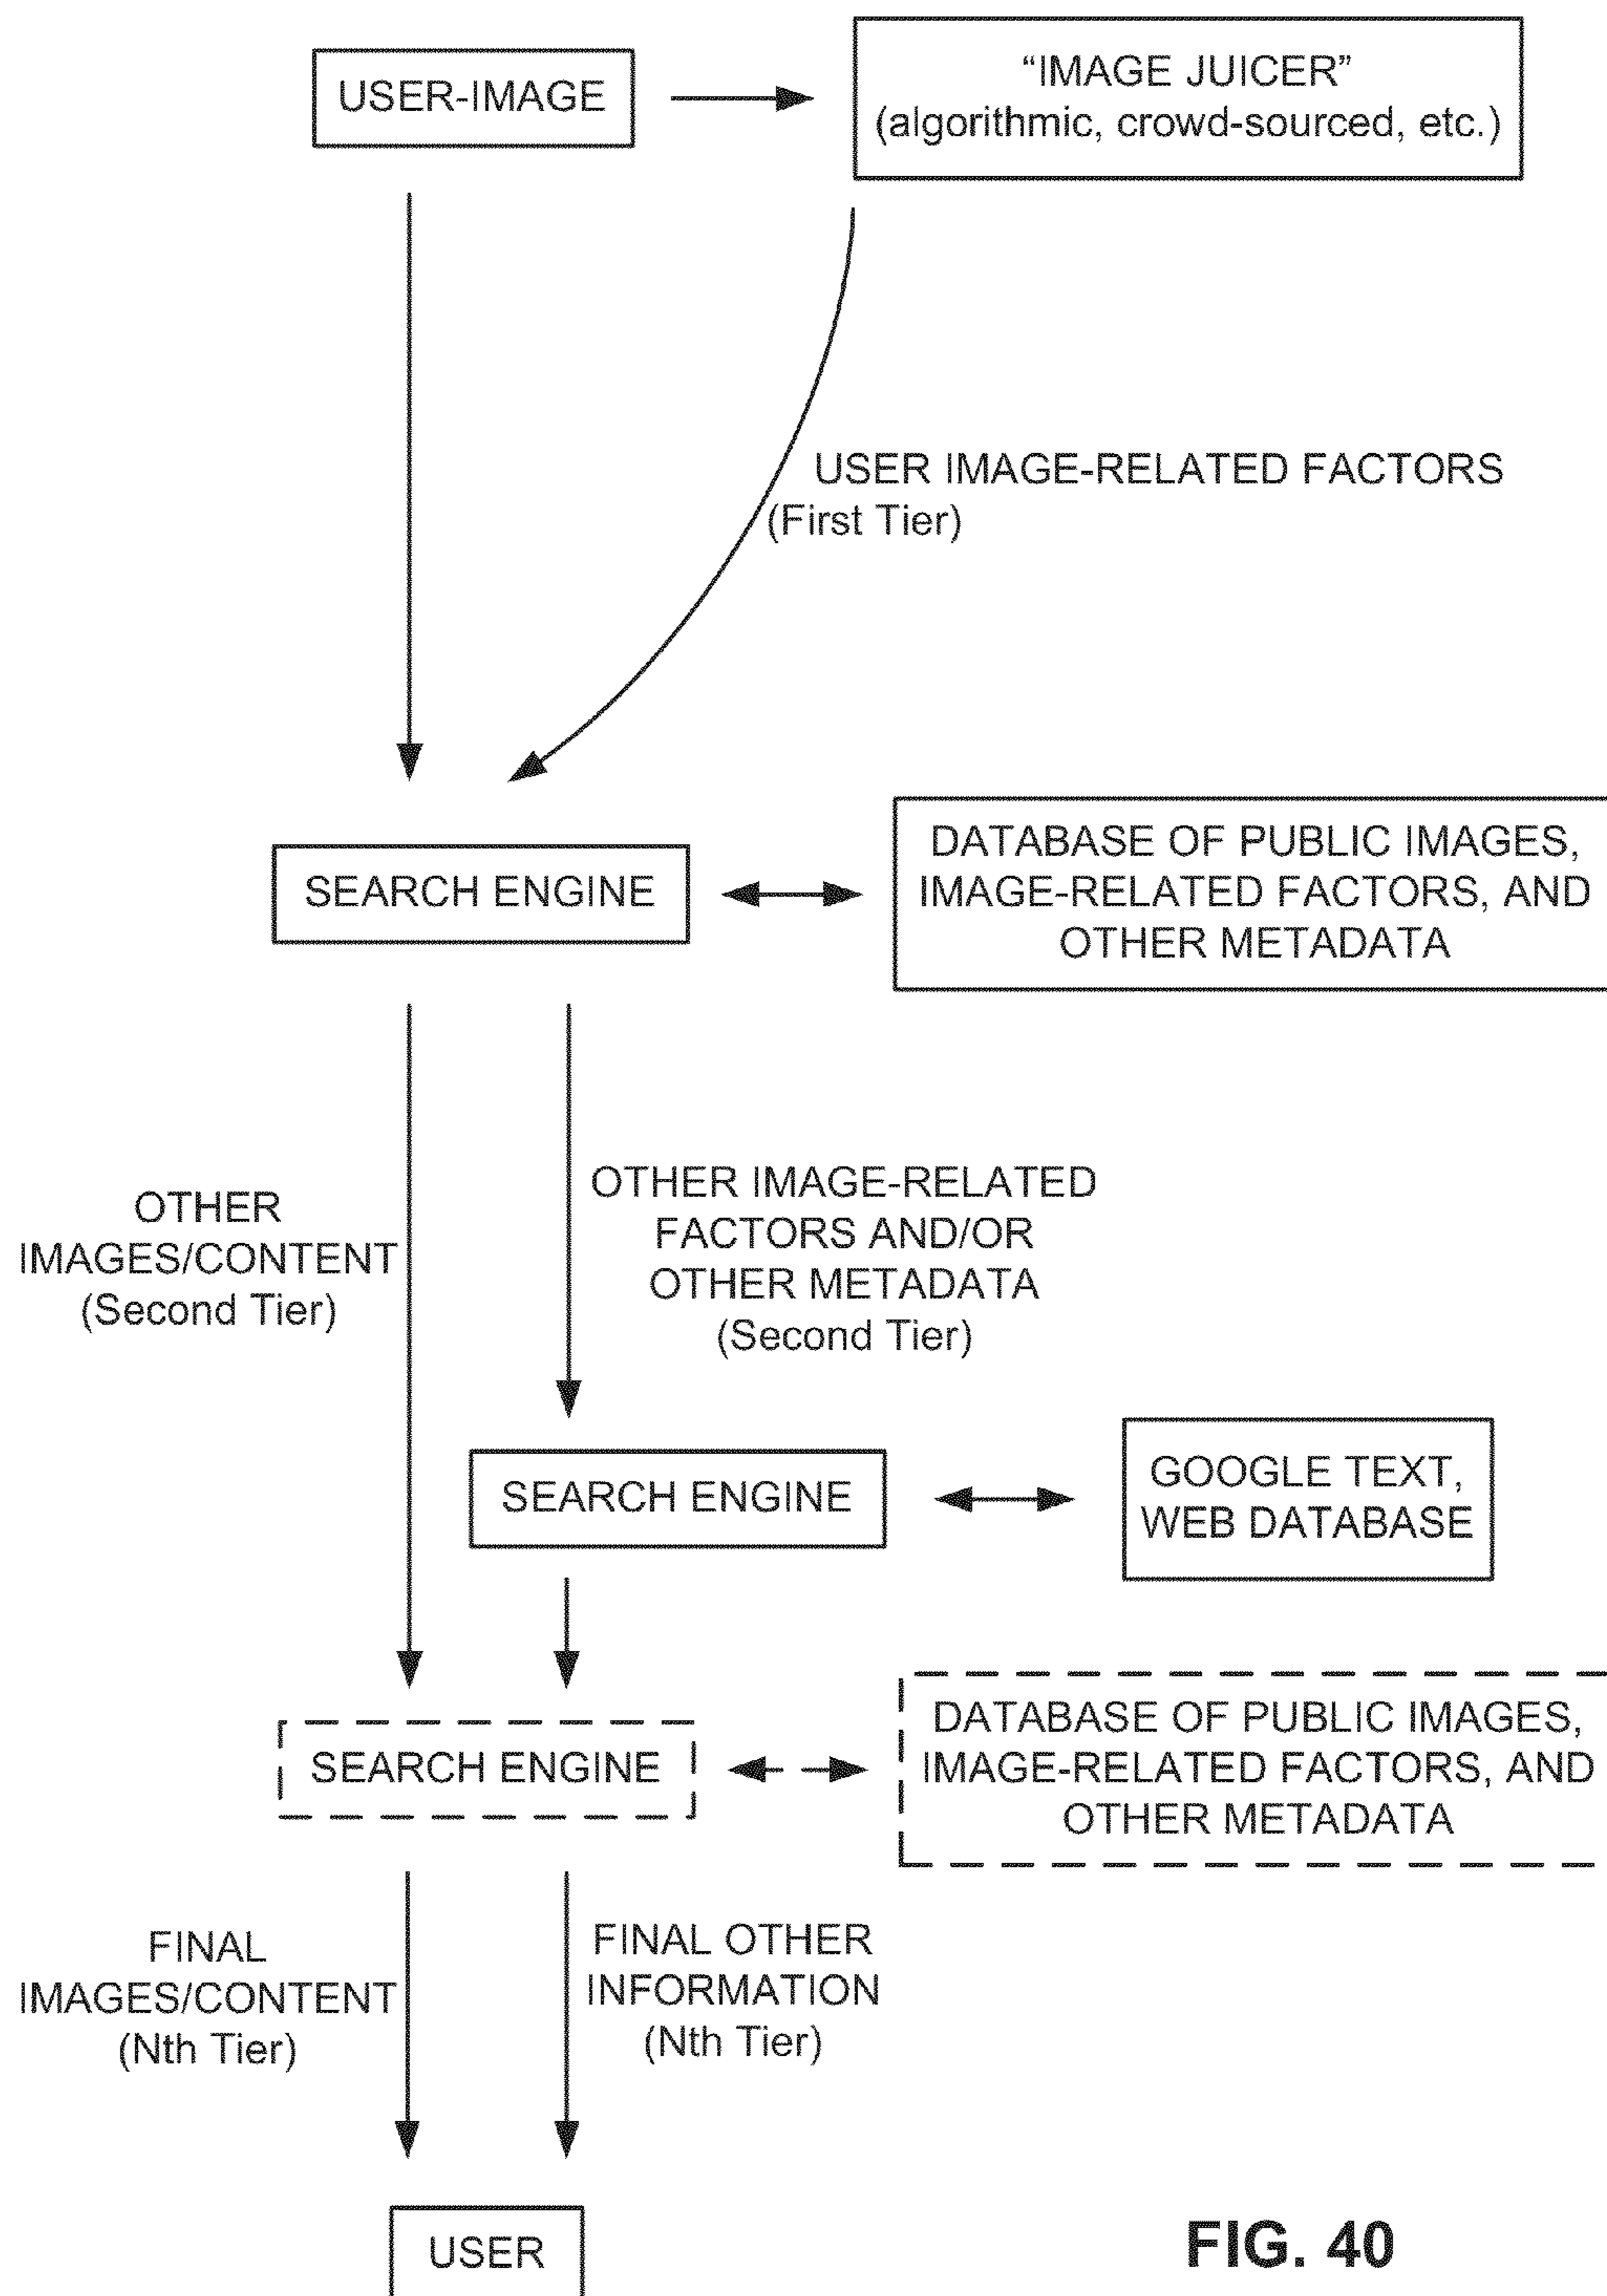 USER-IMAGE
“IMAGE JUICER”
(algorithmic, crowd-sourced, etc.)
USER IMAGE-RELATED FACTORS
(First Tier)
SEARCH ENGINE
DATABASE OF PUBLIC IMAGES,
IMAGE-RELATED FACTORS, AND
OTHER METADATA
OTHER
IMAGES/CONTENT
(Second Tier)
OTHER IMAGE-RELATED
FACTORS AND/OR
OTHER METADATA
(Second Tier)
SEARCH ENGINE
GOOGLE TEXT,
WEB DATABASE
SEARCH ENGINE
DATABASE OF PUBLIC IMAGES,
IMAGE-RELATED FACTORS, AND
OTHER METADATA
FINAL
IMAGES/CONTENT
(Nth Tier)
FINAL OTHER
INFORMATION
(Nth Tier)
USER
FIG. 40